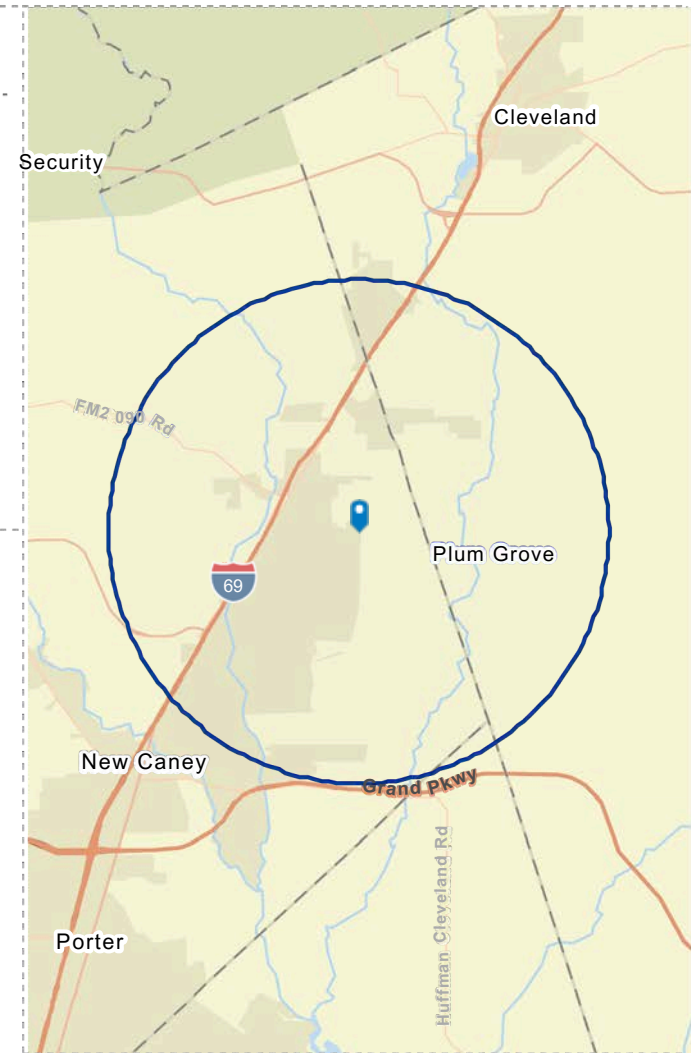 Cleveland
Security
FM2 090 Rd
Plum Grove
69
New Caney
Grand Pkwy
Huffman Cleveland Rd
Porter